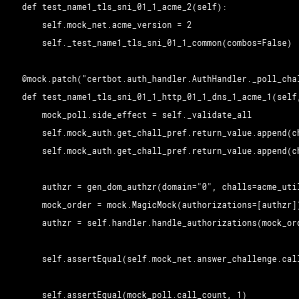 def test_name1_tls_sni_01_1_acme_2(self):
self.mock_net.acme_version = 2
self._test_name1_tls_sni_01_1_common(combos=False)
@mock.patch("certbot.auth_handler.AuthHandler._poll_chal
def test_name1_tls_sni_01_1_http_01_1_dns_1_acme_1(self,
mock_poll.side_effect = self._validate_all
self.mock_auth.get_chall_pref.return_value.append(ch
self.mock_auth.get_chall_pref.return_value.append(ch
authzr = gen_dom_authzr(domain="0", challs=acme_util
mock_order = mock.MagicMock(authorizations=[authzr])
authzr = self.handler.handle_authorizations(mock_ord
self.assertEqual(self.mock_net.answer_challenge.call
self.assertEqual(mock_poll.call_count, 1)